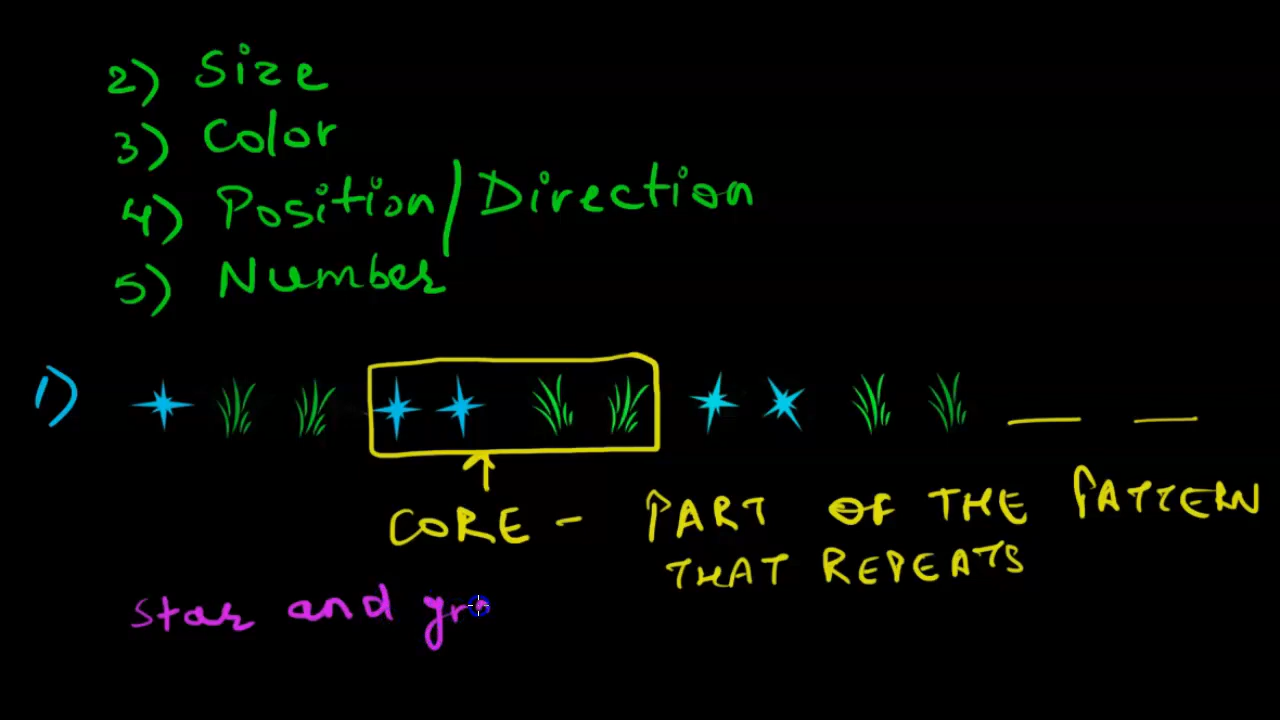 2) Size
3) Color
4) Position/Direction
5) Number
1)
CORE - PART OF THE PATTERN
THAT REPEATS
Star and gra